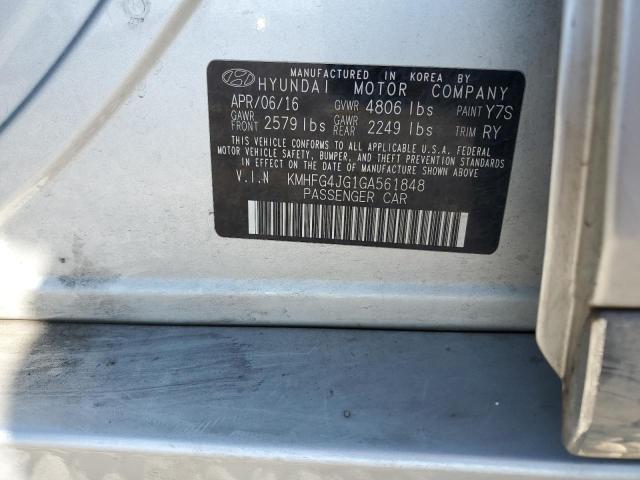 MANUFACTURED IN KOREA BY
HYUNDAI MOTOR COMPANY
APR/06/16 GVWR 4806 lbs PAINT Y7S
GAWR FRONT 2579 lbs GAWR REAR 2249 lbs TRIM RY
THIS VEHICLE CONFORMS TO ALL APPLICABLE U.S.A. FEDERAL
MOTOR VEHICLE SAFETY, BUMPER, AND THEFT PREVENTION STANDARDS
IN EFFECT ON THE DATE OF MANUFACTURE SHOWN ABOVE.
V.I.N KMHFG4JG1GA561848
PASSENGER CAR